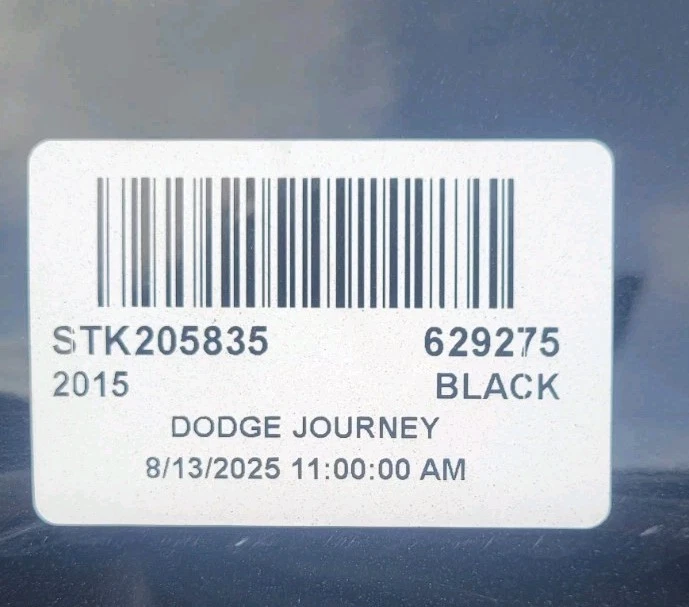 STK205835 629275
2015 BLACK
DODGE JOURNEY
8/13/2025 11:00:00 AM